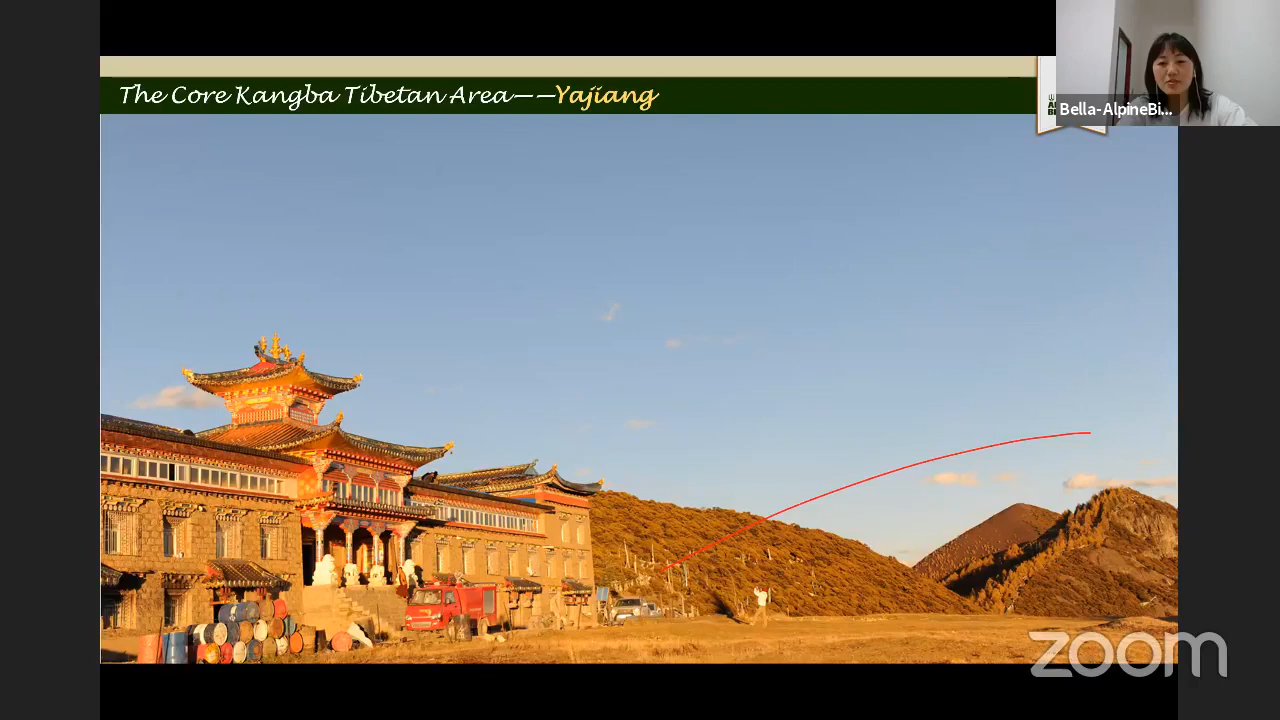 The Core Kangba Tibetan Area——Yajiang
Bella-AlpineBi...
zoom